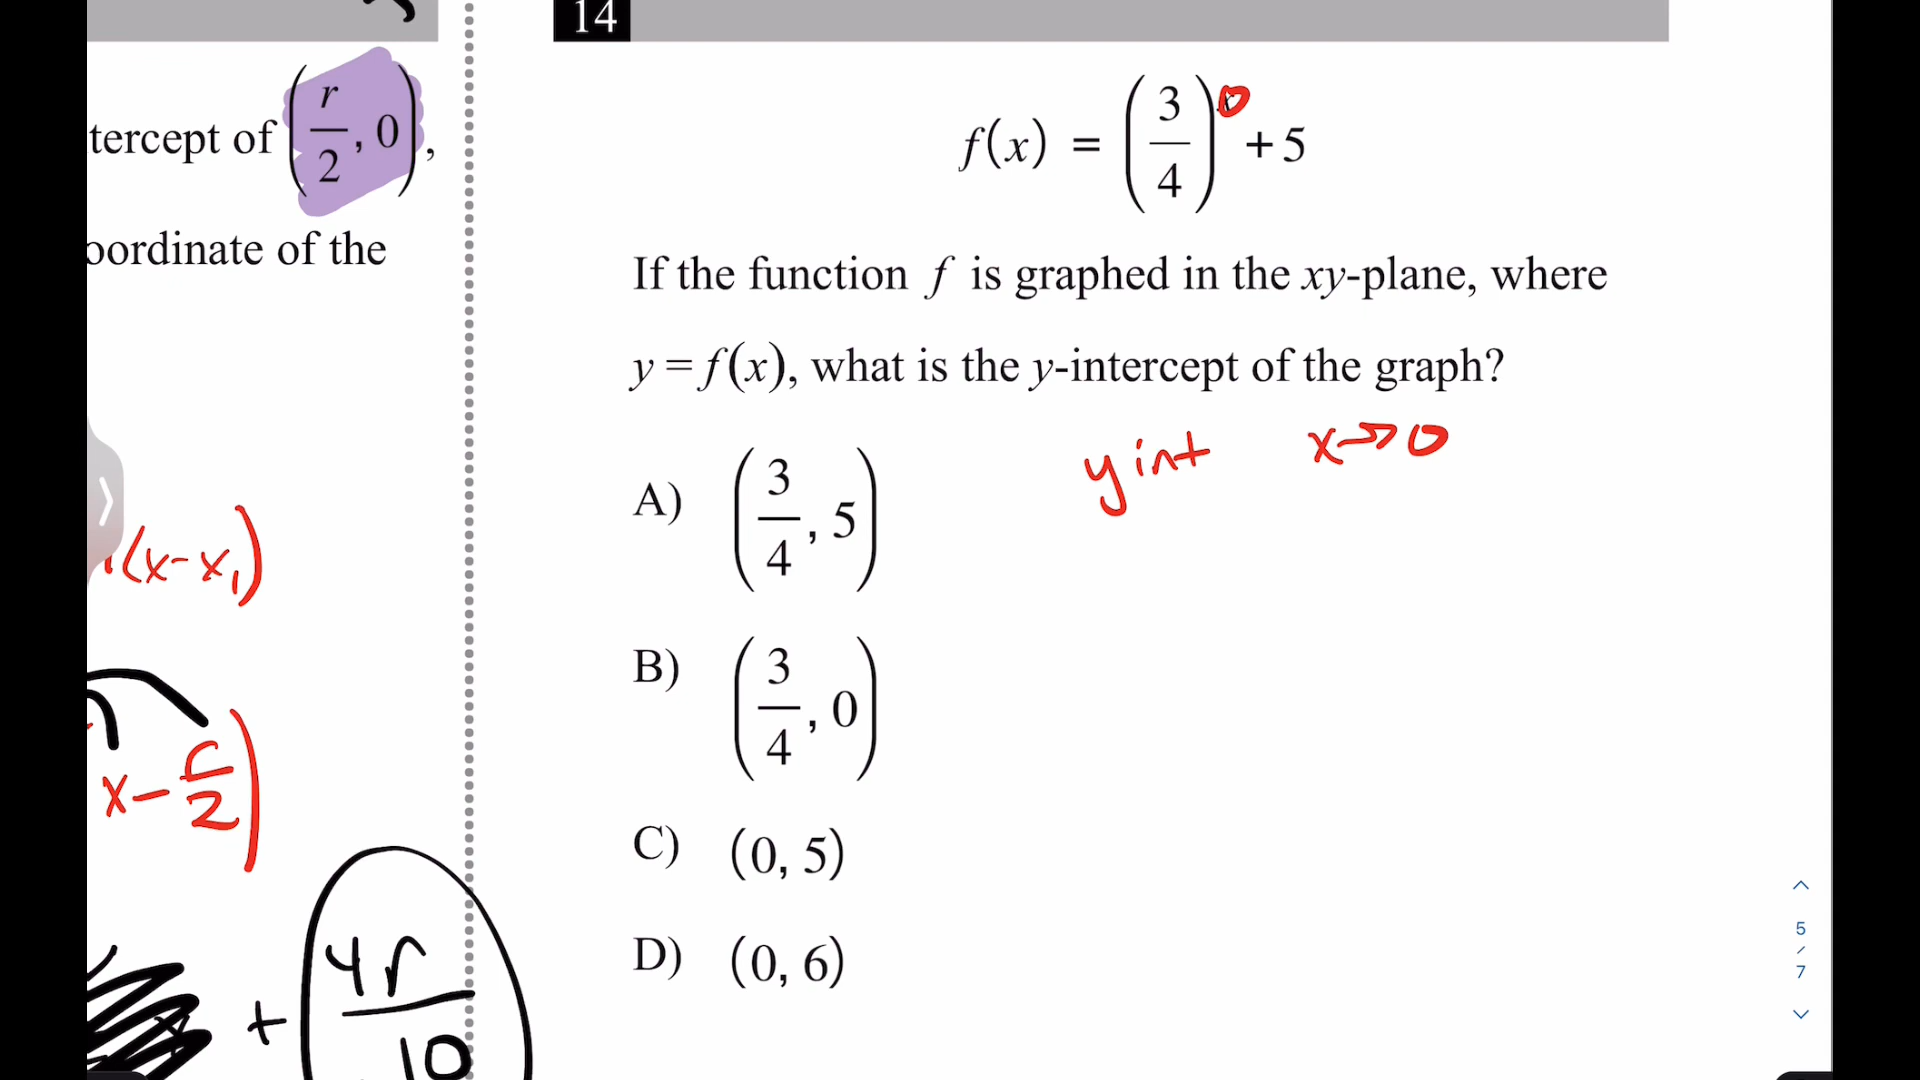 tercept of (r/2, 0),
oordinate of the
(x-x₁)
x-r/2)
+ 4r/10
14
f(x) = (3/4)^0 + 5
If the function f is graphed in the xy-plane, where
y = f(x), what is the y-intercept of the graph?
y int x→0
A) (3/4, 5)
B) (3/4, 0)
C) (0, 5)
D) (0, 6)
5
/
7